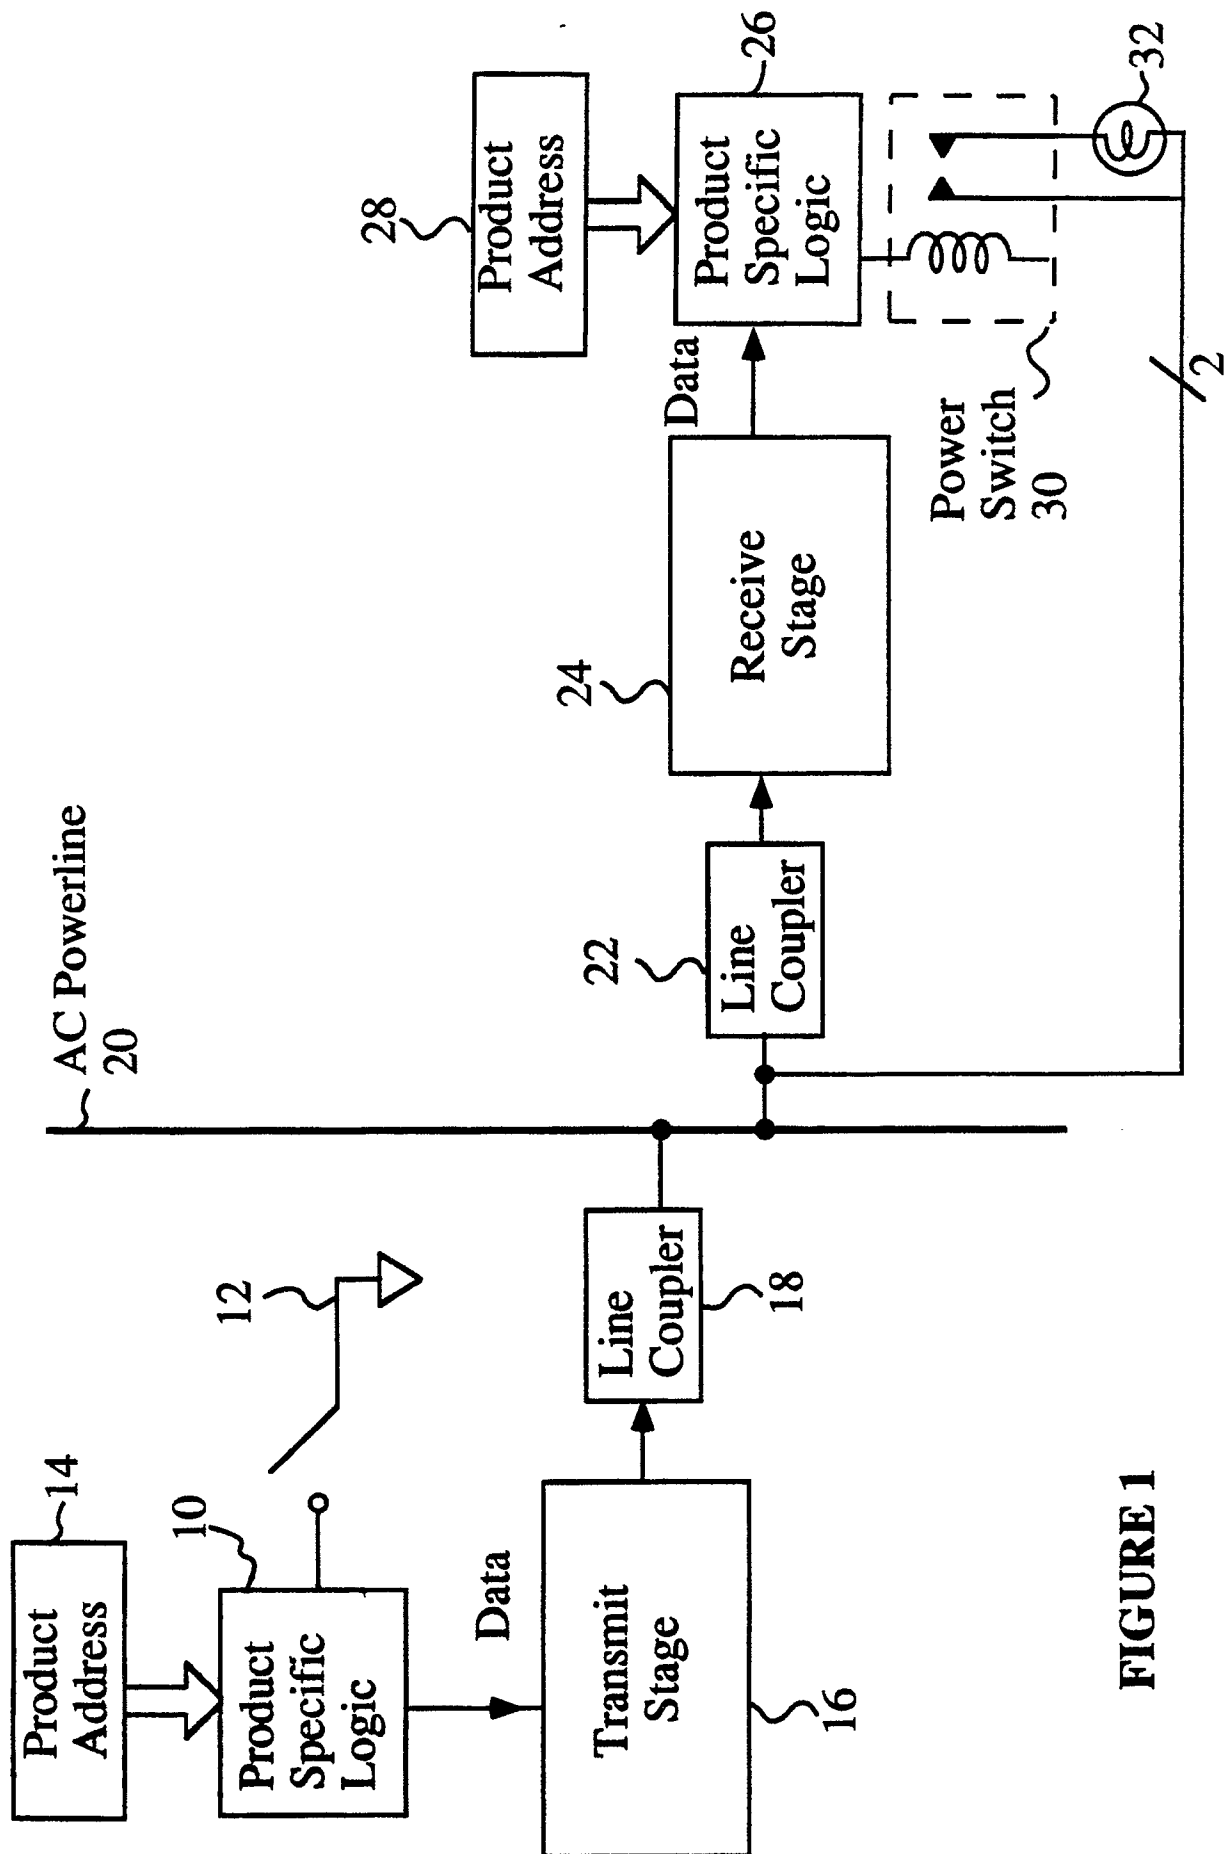 14
Product
Address
10
Product
Specific
Logic
12
Data
Transmit
Stage
16
Line
Coupler
18
AC Powerline
20
22
Line
Coupler
24
Receive
Stage
Data
28
Product
Address
26
Product
Specific
Logic
Power
Switch
30
32
2
FIGURE 1